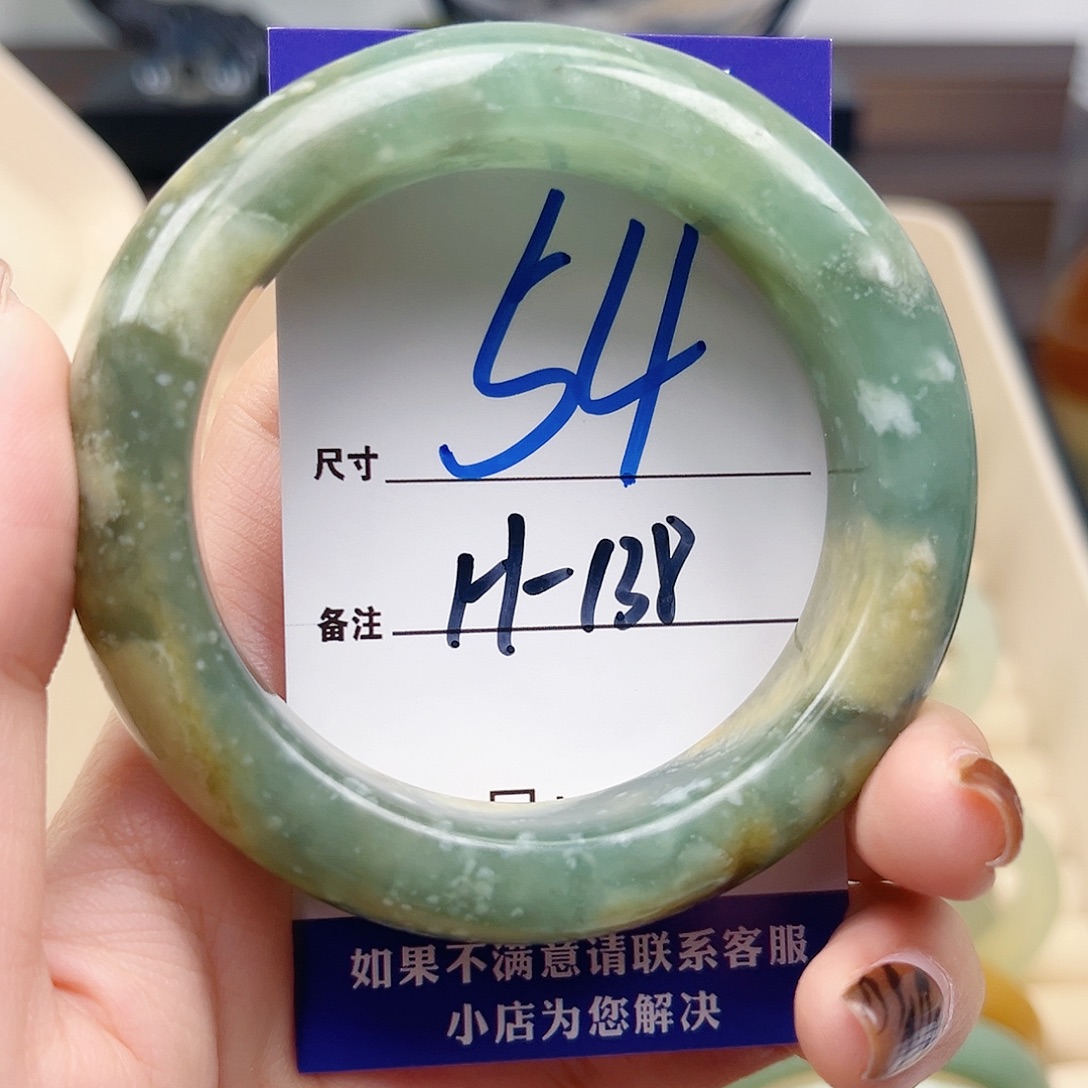 尺寸 54
备注 H-138
如果不满意请联系客服
小店为您解决